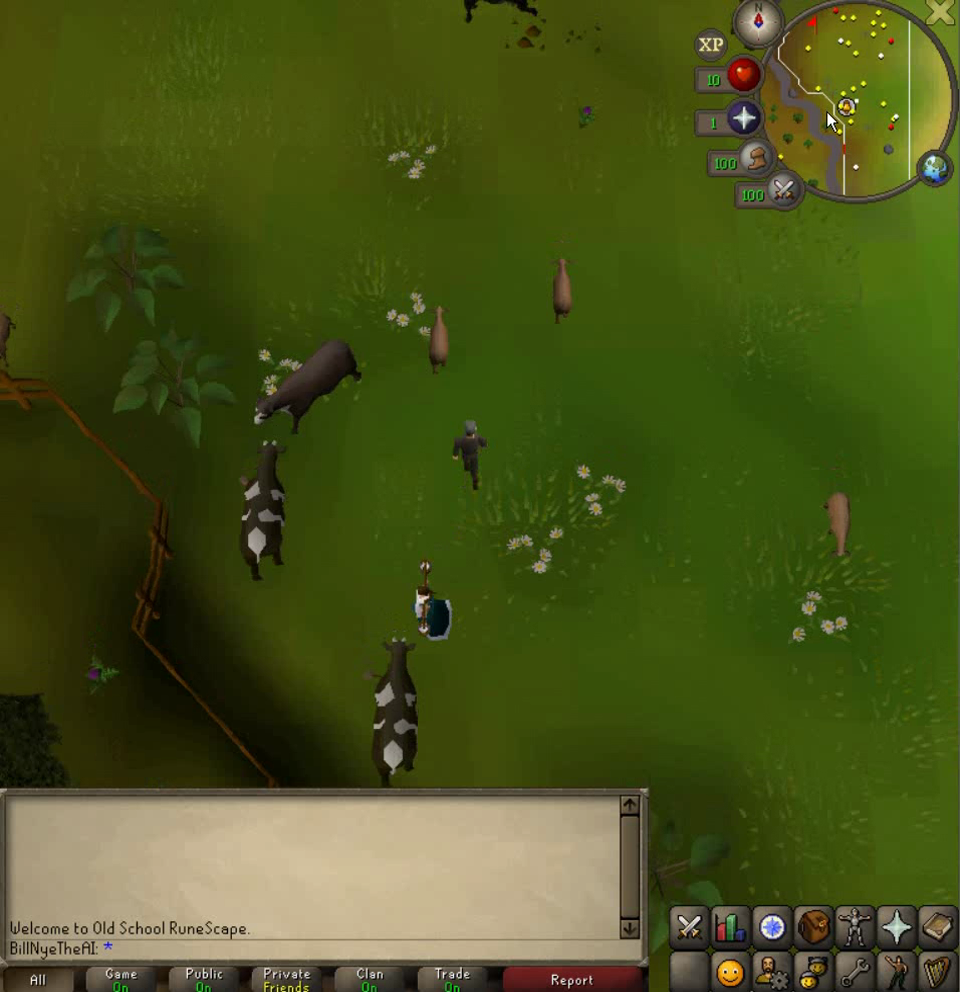 N
XP
10
1
100
100
Welcome to Old School RuneScape.
BillNyeTheAI: *
All
Game
On
Public
On
Private
Friends
Clan
On
Trade
On
Report